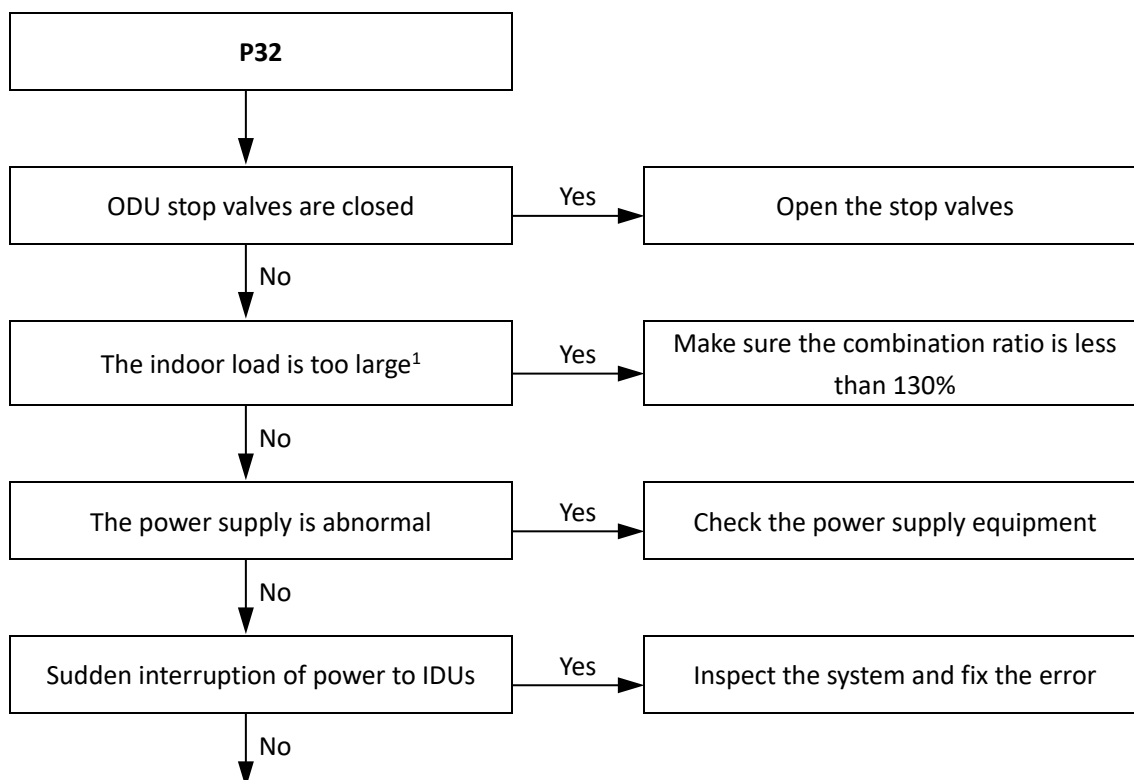 P32
ODU stop valves are closed
Yes
Open the stop valves
No
The indoor load is too large¹
Yes
Make sure the combination ratio is less
than 130%
No
The power supply is abnormal
Yes
Check the power supply equipment
No
Sudden interruption of power to IDUs
Yes
Inspect the system and fix the error
No